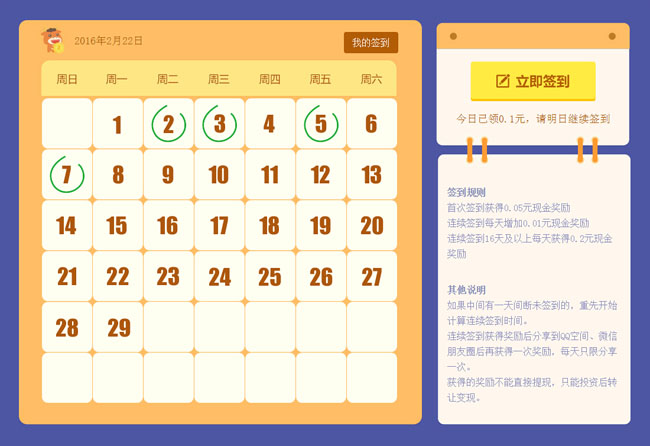 2016年2月22日
我的签到
周日 周一 周二 周三 周四 周五 周六
1 2 3 4 5 6
7 8 9 10 11 12 13
14 15 16 17 18 19 20
21 22 23 24 25 26 27
28 29
立即签到
今日已领0.1元，请明日继续签到
签到规则
首次签到获得0.05元现金奖励
连续签到每天增加0.01元现金奖励
连续签到16天及以上每天获得0.2元现金
奖励
其他说明
如果中间有一天间断未签到的，重先开始
计算连续签到时间。
连续签到获得奖励后分享到QQ空间、微信
朋友圈后再获得一次奖励，每天只限分享
一次。
获得的奖励不能直接提现，只能投资后转
让变现。